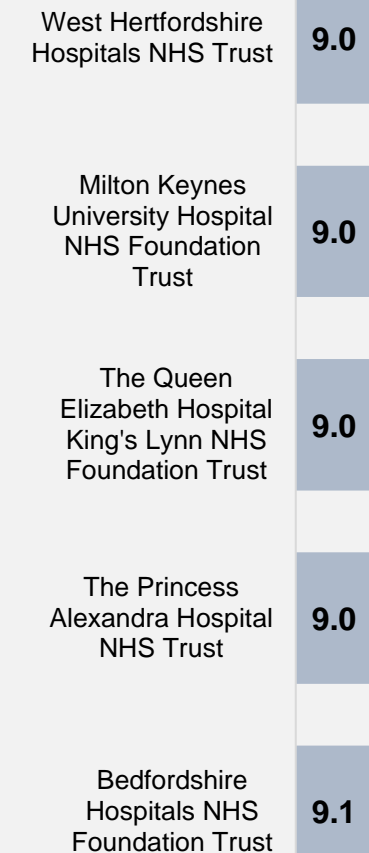 West Hertfordshire
Hospitals NHS Trust
9.0
Milton Keynes
University Hospital
NHS Foundation
Trust
9.0
The Queen
Elizabeth Hospital
King's Lynn NHS
Foundation Trust
9.0
The Princess
Alexandra Hospital
NHS Trust
9.0
Bedfordshire
Hospitals NHS
Foundation Trust
9.1